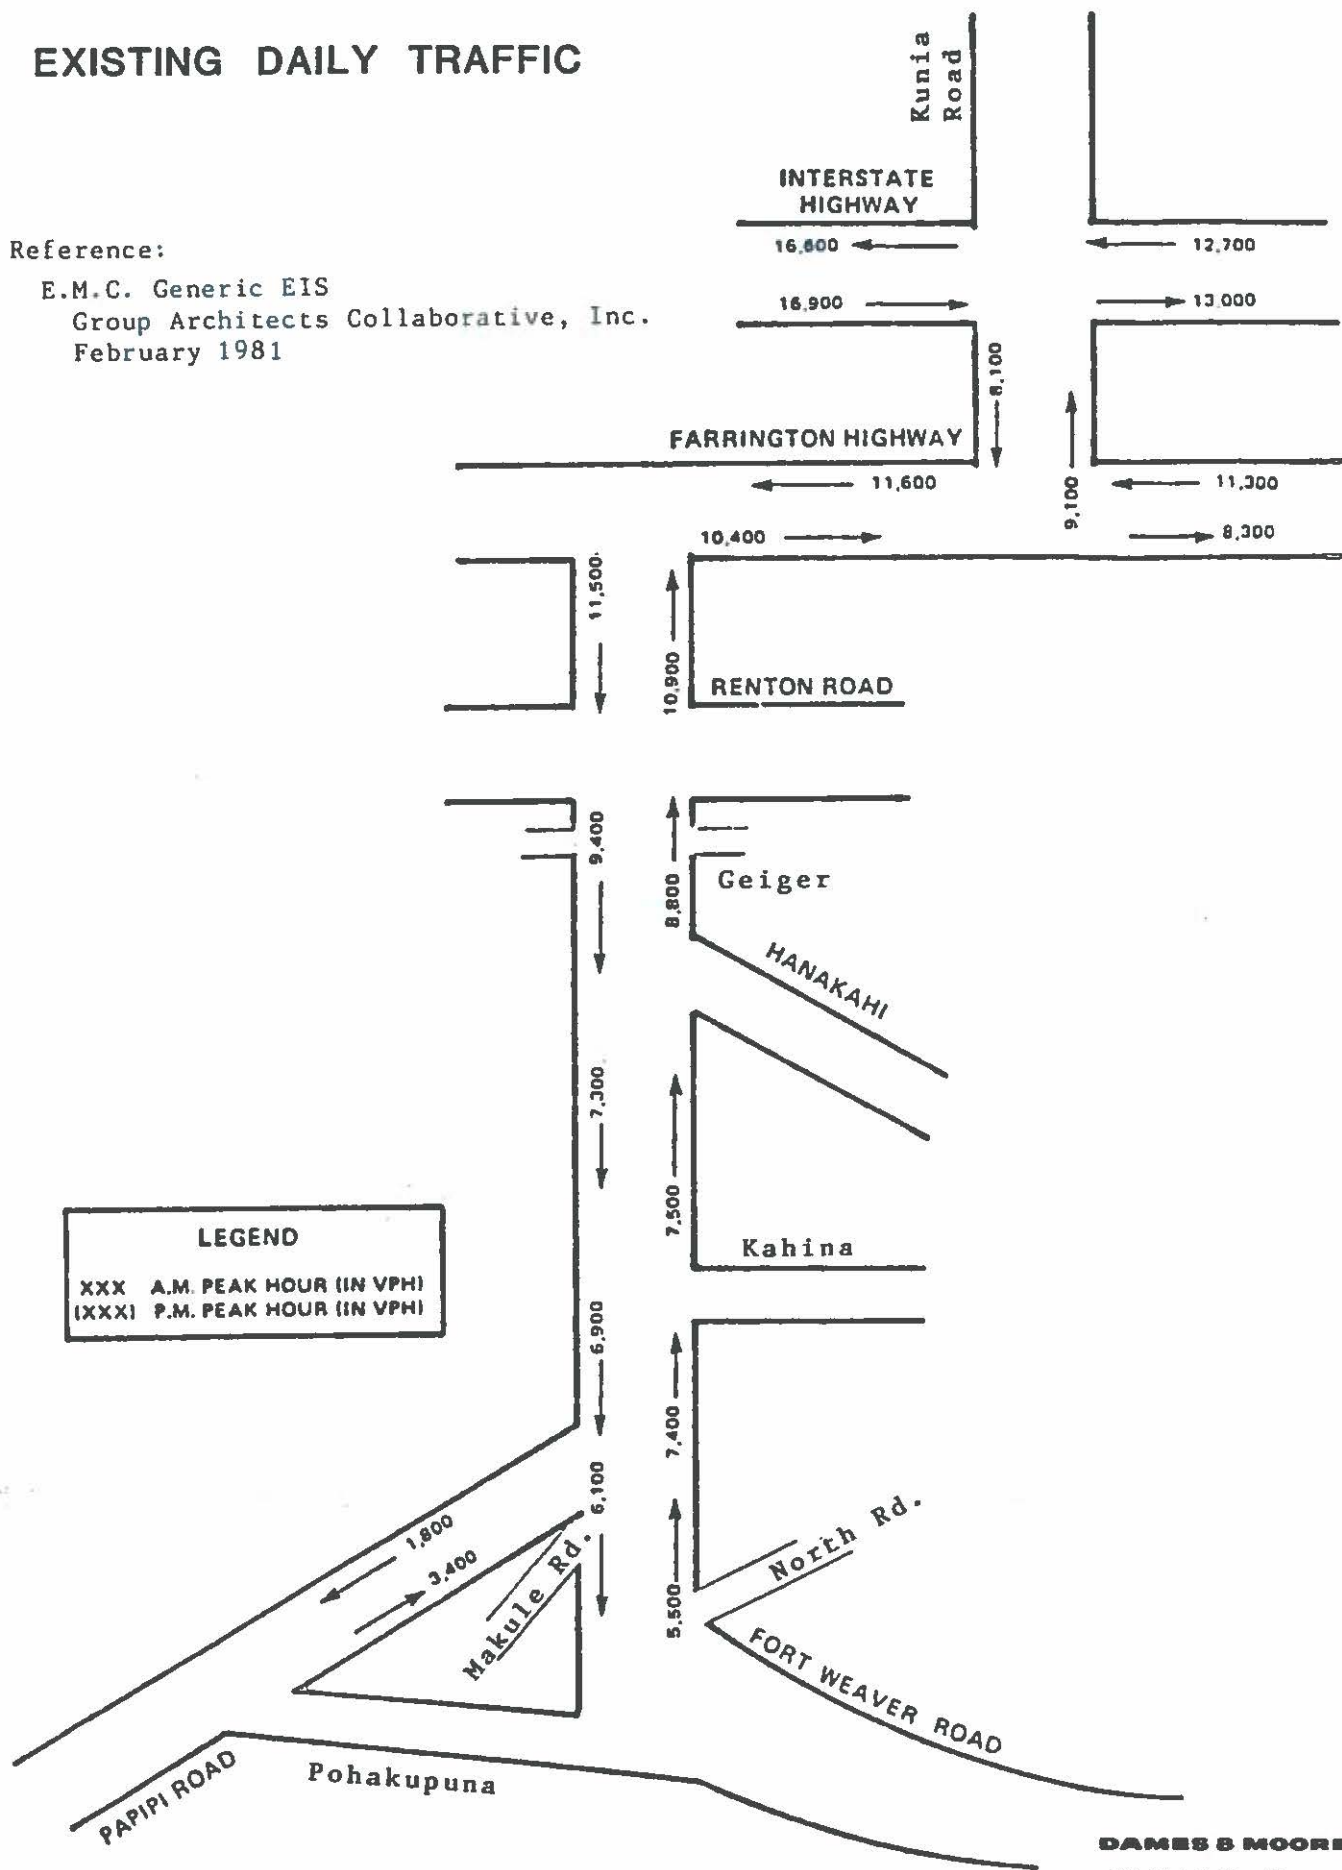 EXISTING DAILY TRAFFIC
Kunia
Road
INTERSTATE
HIGHWAY
16,600
12,700
Reference:
E.M.C. Generic EIS
Group Architects Collaborative, Inc.
February 1981
16,900
13,000
8,100
FARRINGTON HIGHWAY
11,600
9,100
11,300
10,400
8,300
11,500
10,900
RENTON ROAD
9,400
8,800
Geiger
HANAKAHI
7,300
7,500
Kahina
LEGEND
XXX A.M. PEAK HOUR (IN VPH)
(XXX) P.M. PEAK HOUR (IN VPH)
6,900
7,400
6,100
1,800
3,400
Makule Rd.
5,500
North Rd.
FORT WEAVER ROAD
PAPIPI ROAD
Pohakupuna
DAMES & MOORE